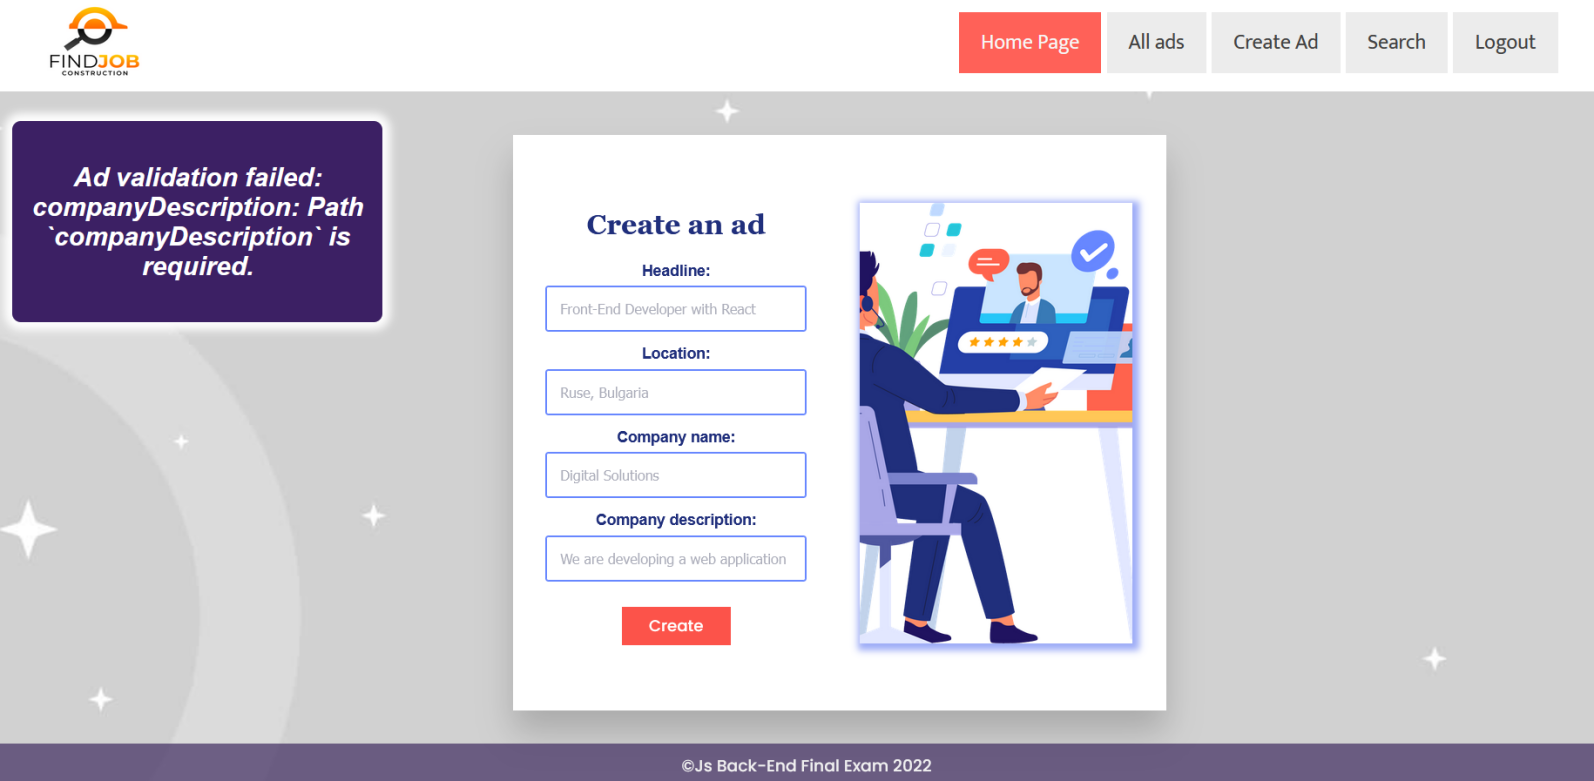 FINDJOB
CONSTRUCTION
Home Page
All ads
Create Ad
Search
Logout
Ad validation failed:
companyDescription: Path
`companyDescription` is
required.
Create an ad
Headline:
Front-End Developer with React
Location:
Ruse, Bulgaria
Company name:
Digital Solutions
Company description:
We are developing a web application
Create
©Js Back-End Final Exam 2022